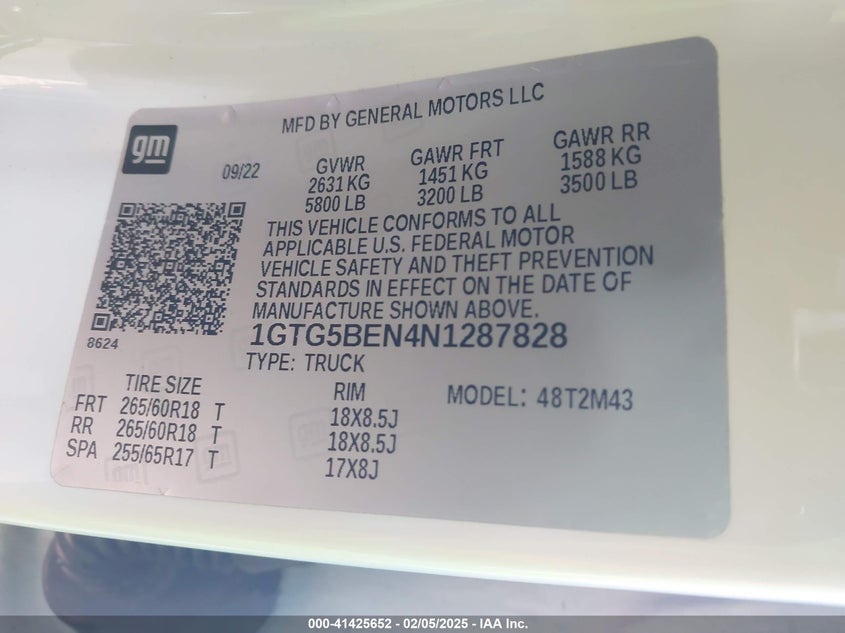 MFD BY GENERAL MOTORS LLC
gm
09/22
GVWR
2631 KG
5800 LB
GAWR FRT
1451 KG
3200 LB
GAWR RR
1588 KG
3500 LB
THIS VEHICLE CONFORMS TO ALL
APPLICABLE U.S. FEDERAL MOTOR
VEHICLE SAFETY AND THEFT PREVENTION
STANDARDS IN EFFECT ON THE DATE OF
MANUFACTURE SHOWN ABOVE.
8624
1GTG5BEN4N1287828
TYPE: TRUCK
TIRE SIZE
RIM
MODEL: 48T2M43
FRT 265/60R18 T 18X8.5J
RR 265/60R18 T 18X8.5J
SPA 255/65R17 T 17X8J
000-41425652 - 02/05/2025 - IAA Inc.